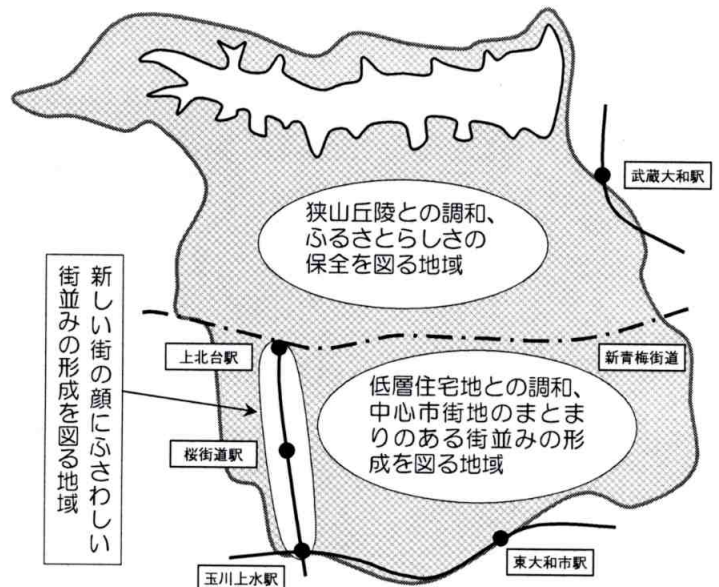 武蔵大和駅
狭山丘陵との調和、
ふるさとらしさの
保全を図る地域
新しい街の顔にふさわしい
街並みの形成を図る地域
上北台駅
新青梅街道
低層住宅地との調和、
中心市街地のまとま
りのある街並みの形
成を図る地域
桜街道駅
東大和市駅
玉川上水駅